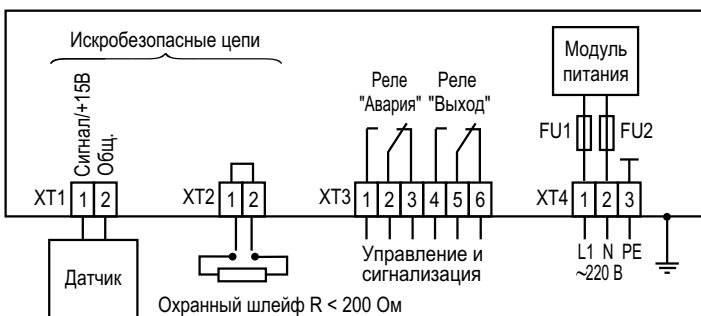 Искробезопасные цепи
Модуль
питания
Реле
"Авария"
Реле
"Выход"
FU1
FU2
Сигнал/+15В
Общ.
XT1 1 2
XT2 1 2
XT3 1 2 3 4 5 6
XT4 1 2 3
L1 N PE
~220 В
Управление и
сигнализация
Датчик
Охранный шлейф R < 200 Ом